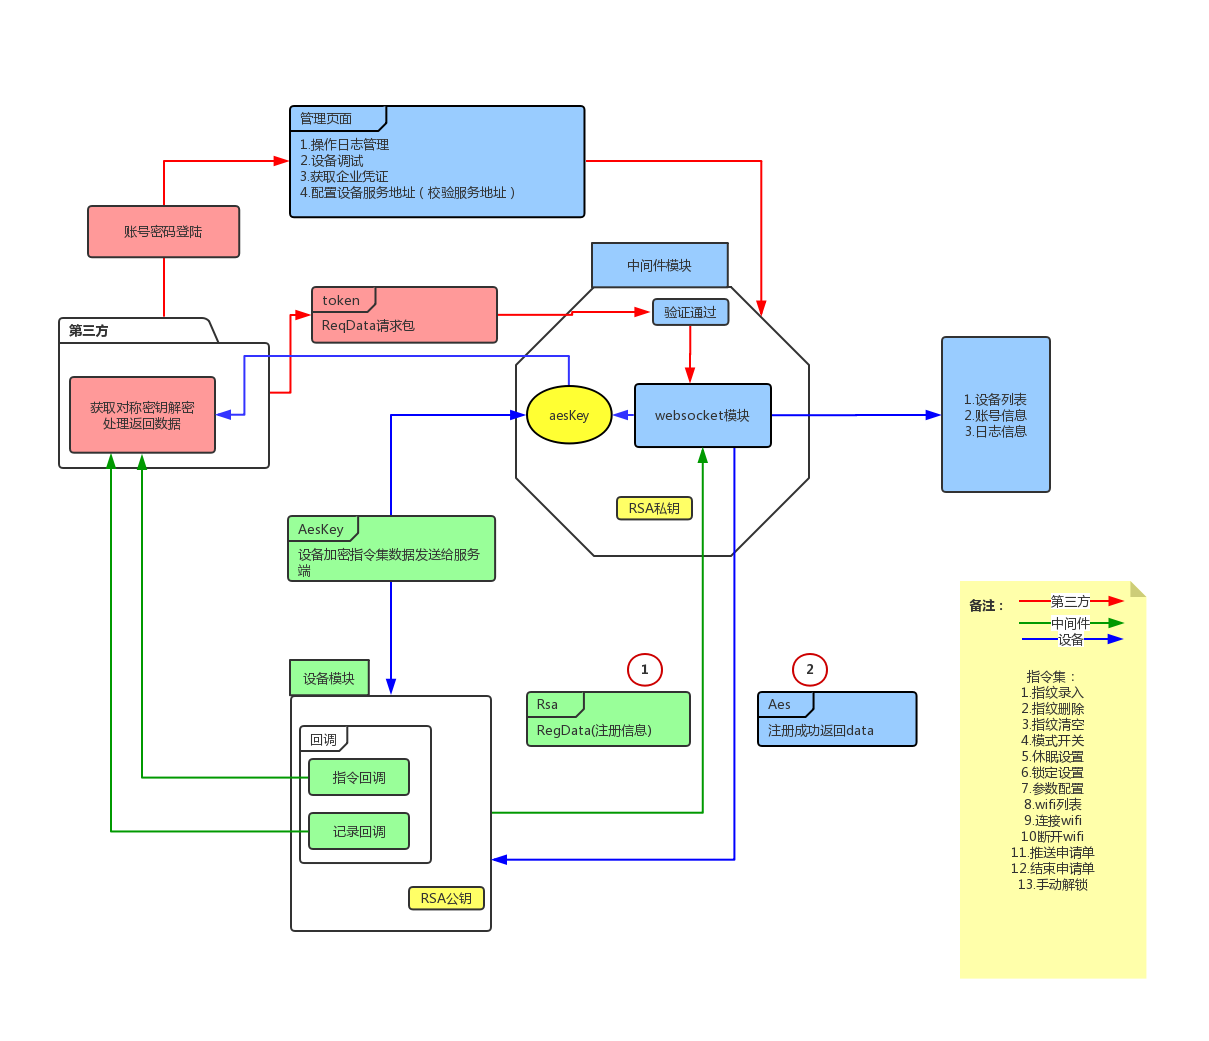 管理页面
1.操作日志管理
2.设备调试
3.获取企业凭证
4.配置设备服务地址（校验服务地址）
账号密码登陆
中间件模块
token
ReqData请求包
验证通过
第三方
获取对称密钥解密
处理返回数据
aesKey
websocket模块
1.设备列表
2.账号信息
3.日志信息
RSA私钥
AesKey
设备加密指令集数据发送给服务
端
设备模块
回调
指令回调
记录回调
RSA公钥
1
Rsa
RegData(注册信息)
2
Aes
注册成功返回data
备注：
第三方
中间件
设备
指令集：
1.指纹录入
2.指纹删除
3.指纹清空
4.模式开关
5.休眠设置
6.锁定设置
7.参数配置
8.wifi列表
9.连接wifi
10断开wifi
11.推送申请单
12.结束申请单
13.手动解锁